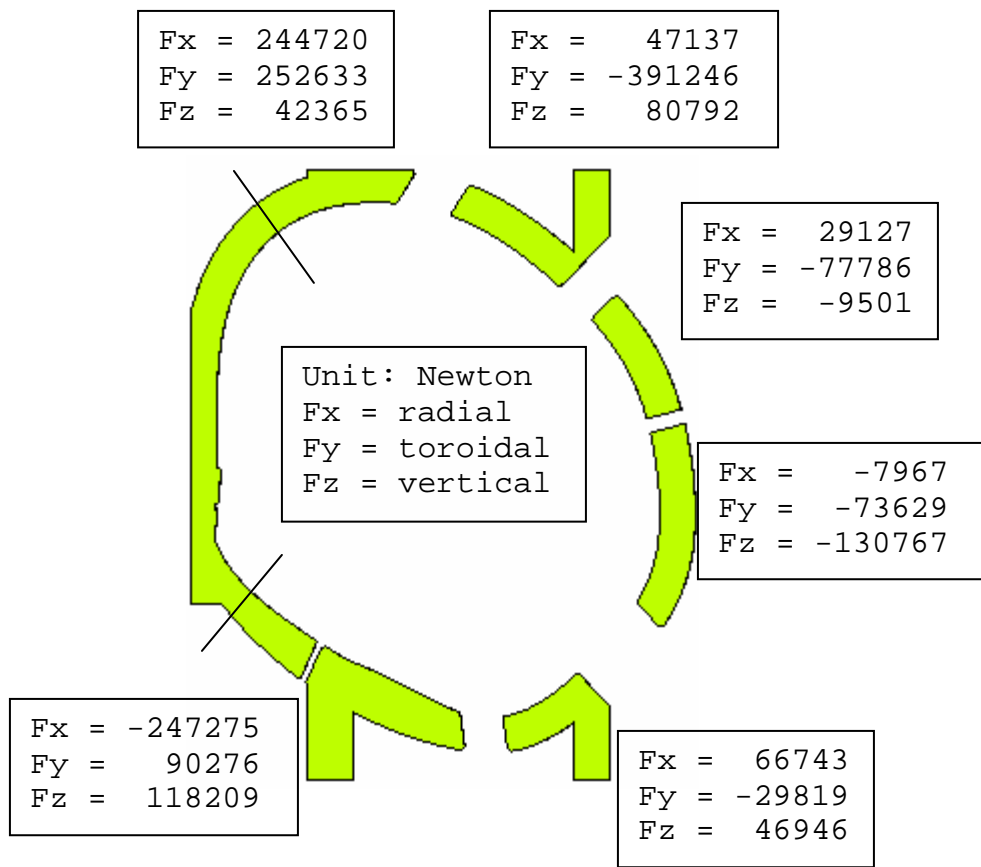 Fx = 244720
Fy = 252633
Fz =  42365
Fx =   47137
Fy = -391246
Fz =   80792
Fx =  29127
Fy = -77786
Fz =  -9501
Unit: Newton
Fx = radial
Fy = toroidal
Fz = vertical
Fx =   -7967
Fy =  -73629
Fz = -130767
Fx = -247275
Fy =   90276
Fz =  118209
Fx =  66743
Fy = -29819
Fz =  46946